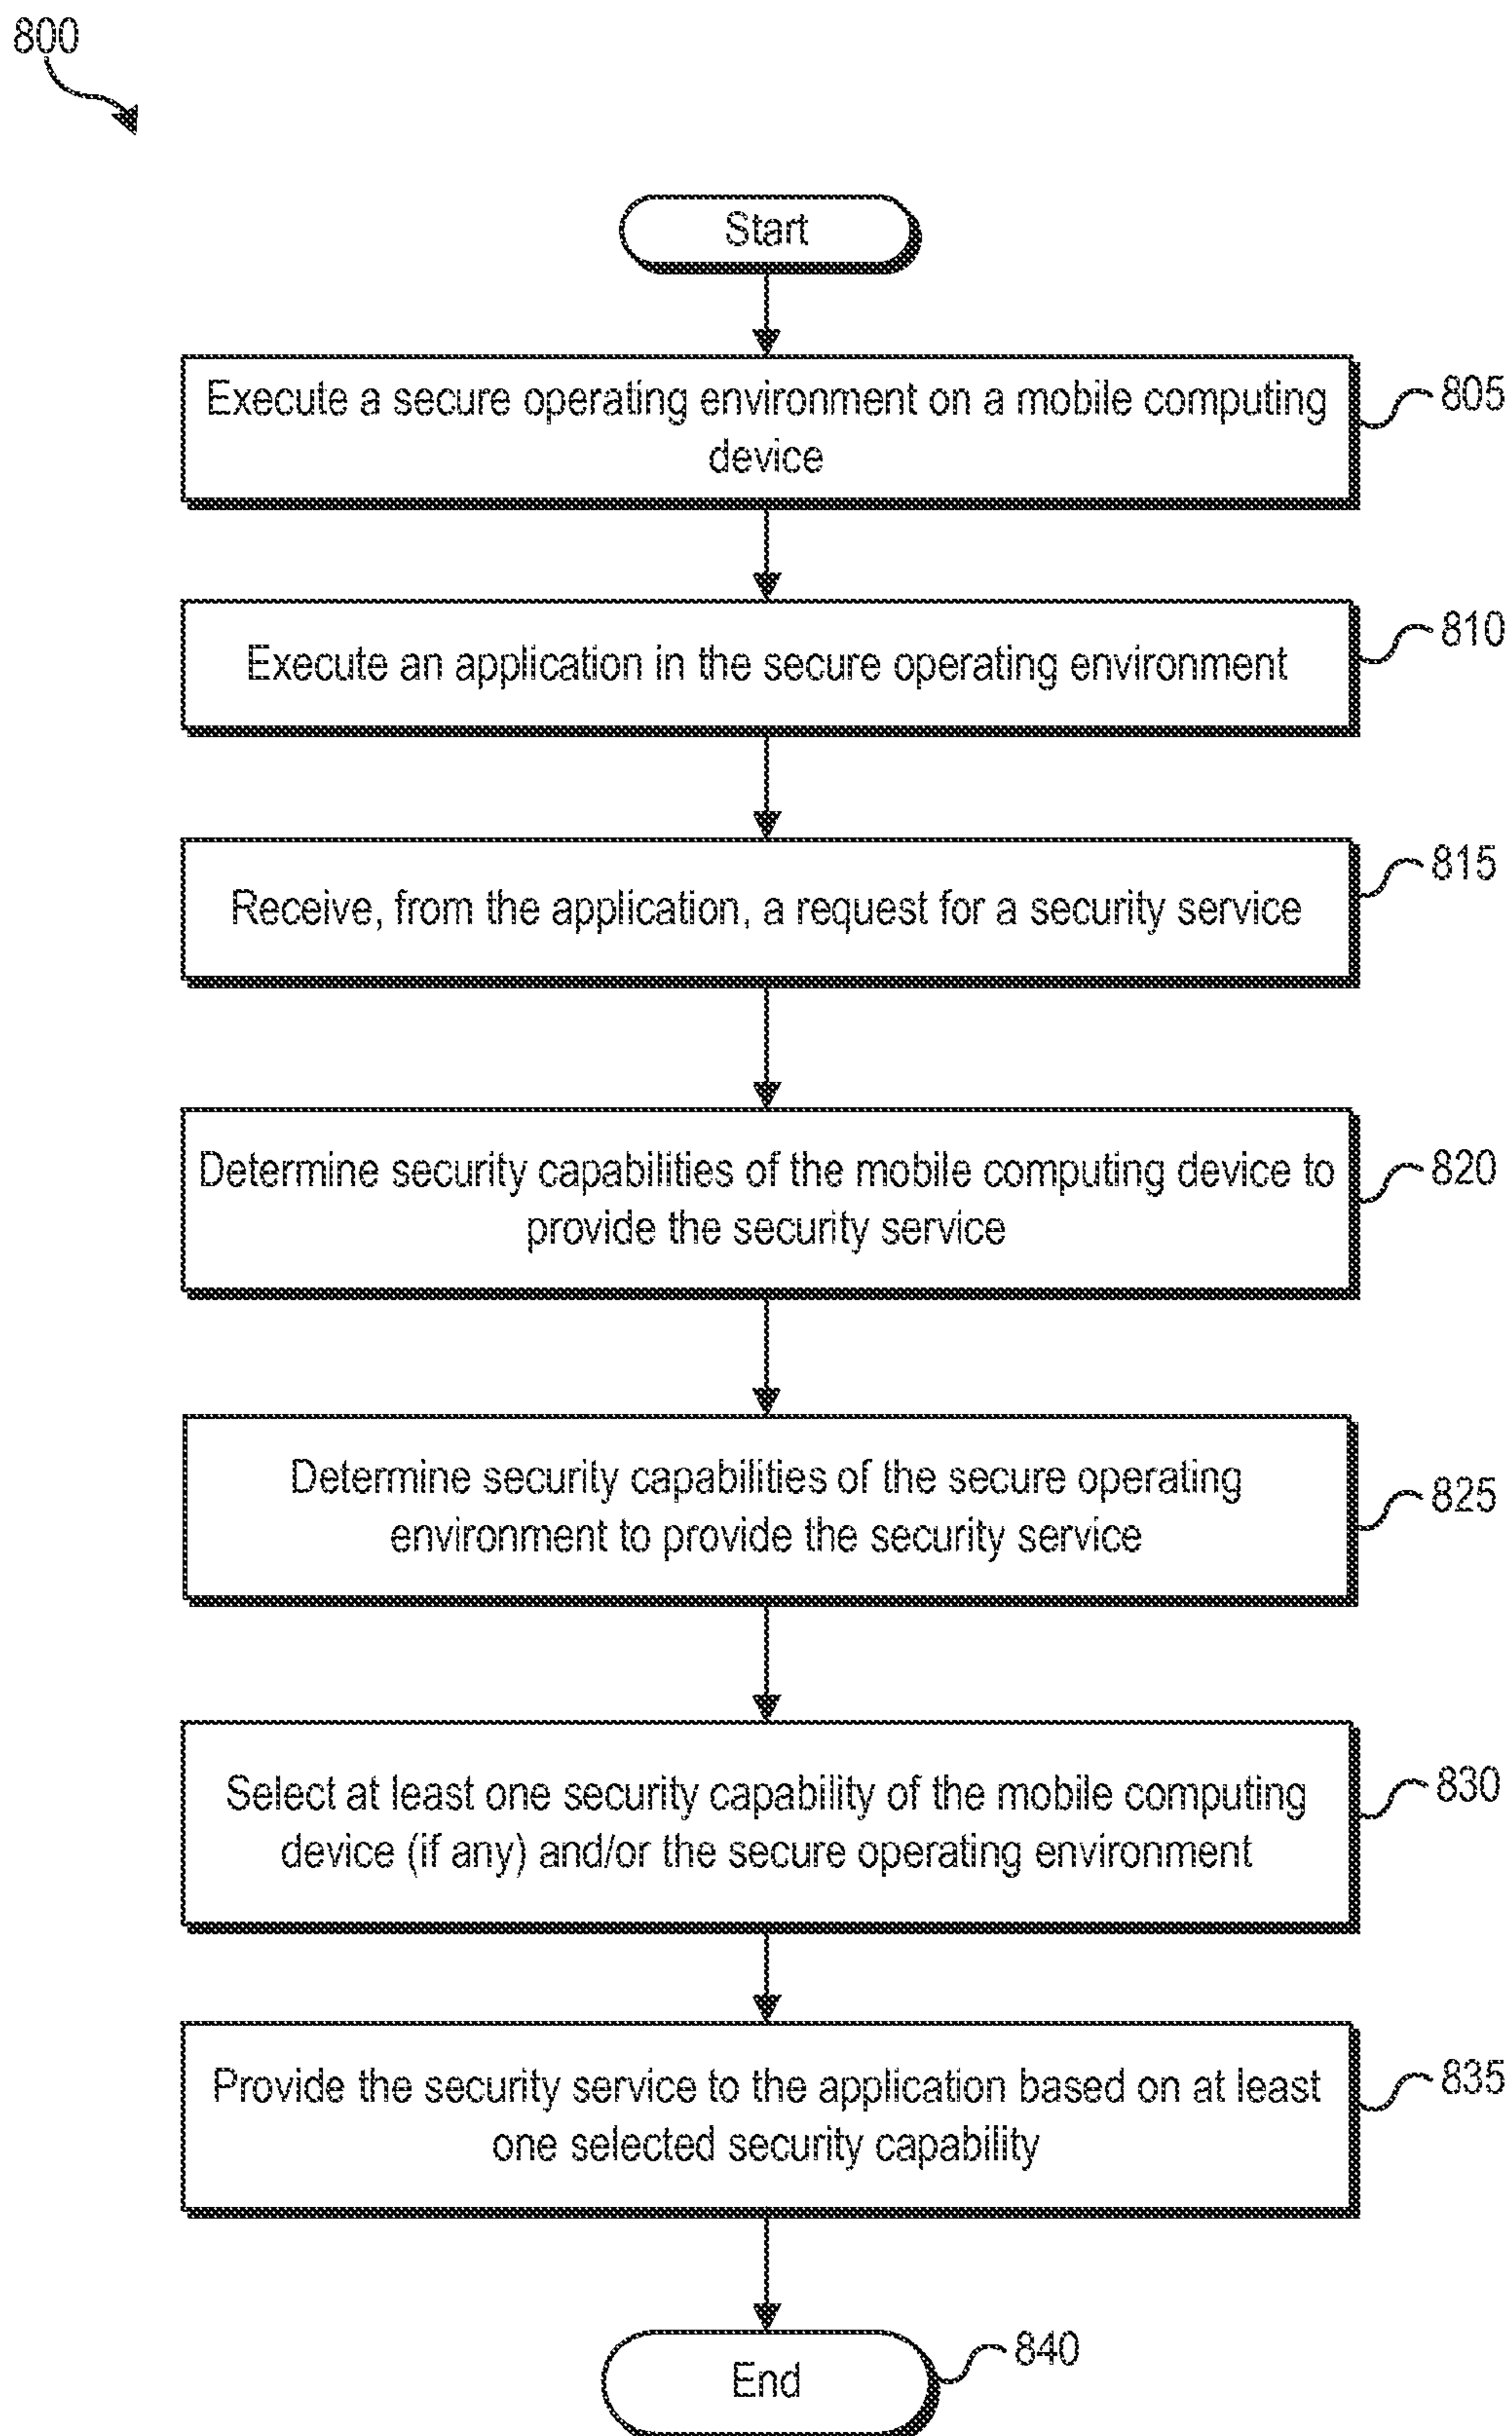 800
Start
Execute a secure operating environment on a mobile computing
device
805
Execute an application in the secure operating environment
810
Receive, from the application, a request for a security service
815
Determine security capabilities of the mobile computing device to
provide the security service
820
Determine security capabilities of the secure operating
environment to provide the security service
825
Select at least one security capability of the mobile computing
device (if any) and/or the secure operating environment
830
Provide the security service to the application based on at least
one selected security capability
835
End
840